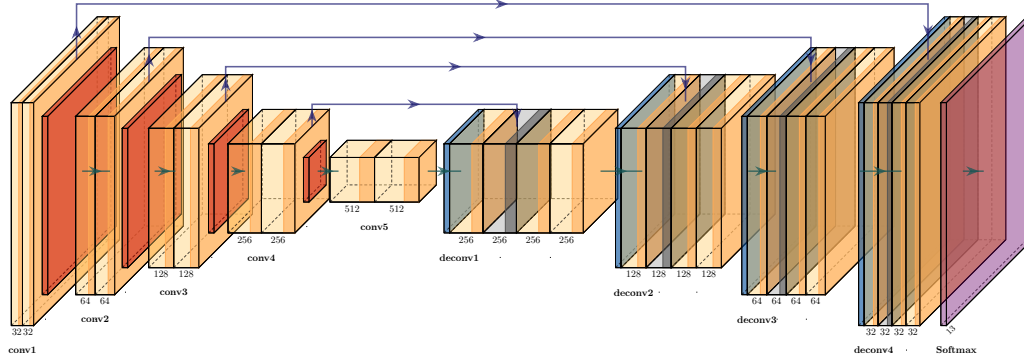 32 32
conv1
64 64
conv2
128 128
conv3
256 256
conv4
512 512
conv5
256 256 256 256
deconv1
128 128 128 128
deconv2
64 64 64 64
deconv3
32 32 32 32
deconv4
13
Softmax